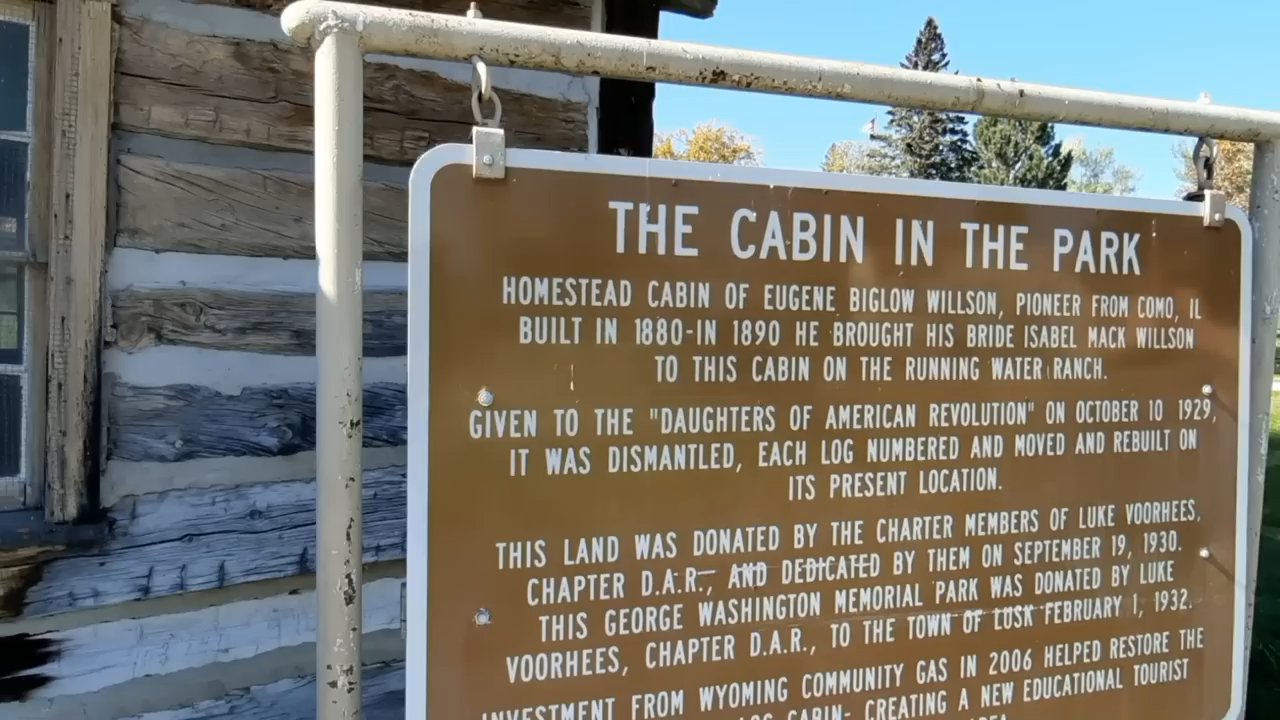 THE CABIN IN THE PARK
HOMESTEAD CABIN OF EUGENE BIGLOW WILLSON, PIONEER FROM COMO, IL
BUILT IN 1880-IN 1890 HE BROUGHT HIS BRIDE ISABEL MACK WILLSON
TO THIS CABIN ON THE RUNNING WATER RANCH.
GIVEN TO THE "DAUGHTERS OF AMERICAN REVOLUTION" ON OCTOBER 10 1929,
IT WAS DISMANTLED, EACH LOG NUMBERED AND MOVED AND REBUILT ON
ITS PRESENT LOCATION.
THIS LAND WAS DONATED BY THE CHARTER MEMBERS OF LUKE VOORHEES,
CHAPTER D.A.R., AND DEDICATED BY THEM ON SEPTEMBER 19, 1930.
THIS GEORGE WASHINGTON MEMORIAL PARK WAS DONATED BY LUKE
VOORHEES, CHAPTER D.A.R., TO THE TOWN OF LUSK FEBRUARY 1, 1932.
INVESTMENT FROM WYOMING COMMUNITY GAS IN 2006 HELPED RESTORE THE
LOG CABIN- CREATING A NEW EDUCATIONAL TOURIST
AREA